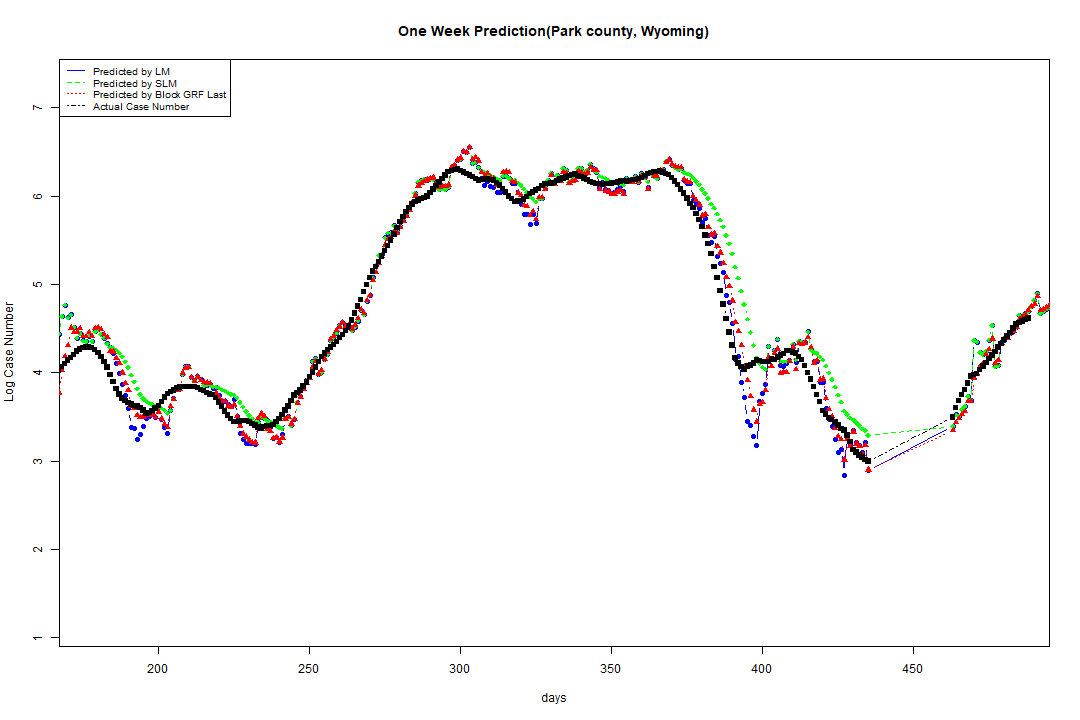 One Week Prediction(Park county, Wyoming)
Predicted by LM
Predicted by SLM
Predicted by Block GRF Last
Actual Case Number
Log Case Number
7
6
5
4
3
2
1
200 250 300 350 400 450
days